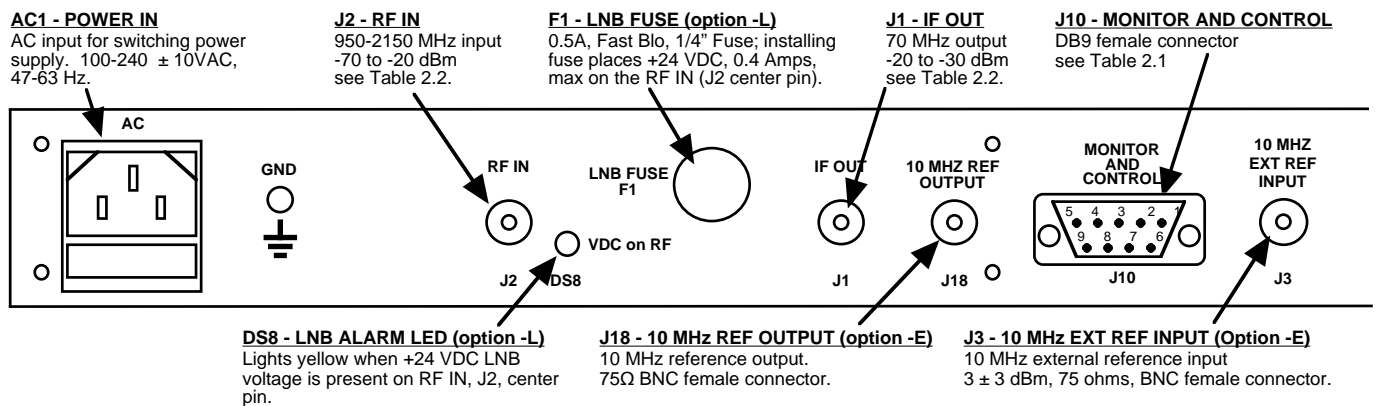 AC1 - POWER IN
AC input for switching power
supply. 100-240 ± 10VAC,
47-63 Hz.
J2 - RF IN
950-2150 MHz input
-70 to -20 dBm
see Table 2.2.
F1 - LNB FUSE (option -L)
0.5A, Fast Blo, 1/4” Fuse; installing
fuse places +24 VDC, 0.4 Amps,
max on the RF IN (J2 center pin).
J1 - IF OUT
70 MHz output
-20 to -30 dBm
see Table 2.2.
J10 - MONITOR AND CONTROL
DB9 female connector
see Table 2.1
AC
GND
RF IN
J2
DS8
VDC on RF
LNB FUSE
F1
IF OUT
J1
10 MHZ REF
OUTPUT
J18
MONITOR
AND
CONTROL
5 4 3 2 1
9 8 7 6
J10
10 MHZ
EXT REF
INPUT
J3
DS8 - LNB ALARM LED (option -L)
Lights yellow when +24 VDC LNB
voltage is present on RF IN, J2, center
pin.
J18 - 10 MHz REF OUTPUT (option -E)
10 MHz reference output.
75Ω BNC female connector.
J3 - 10 MHz EXT REF INPUT (Option -E)
10 MHz external reference input
3 ± 3 dBm, 75 ohms, BNC female connector.